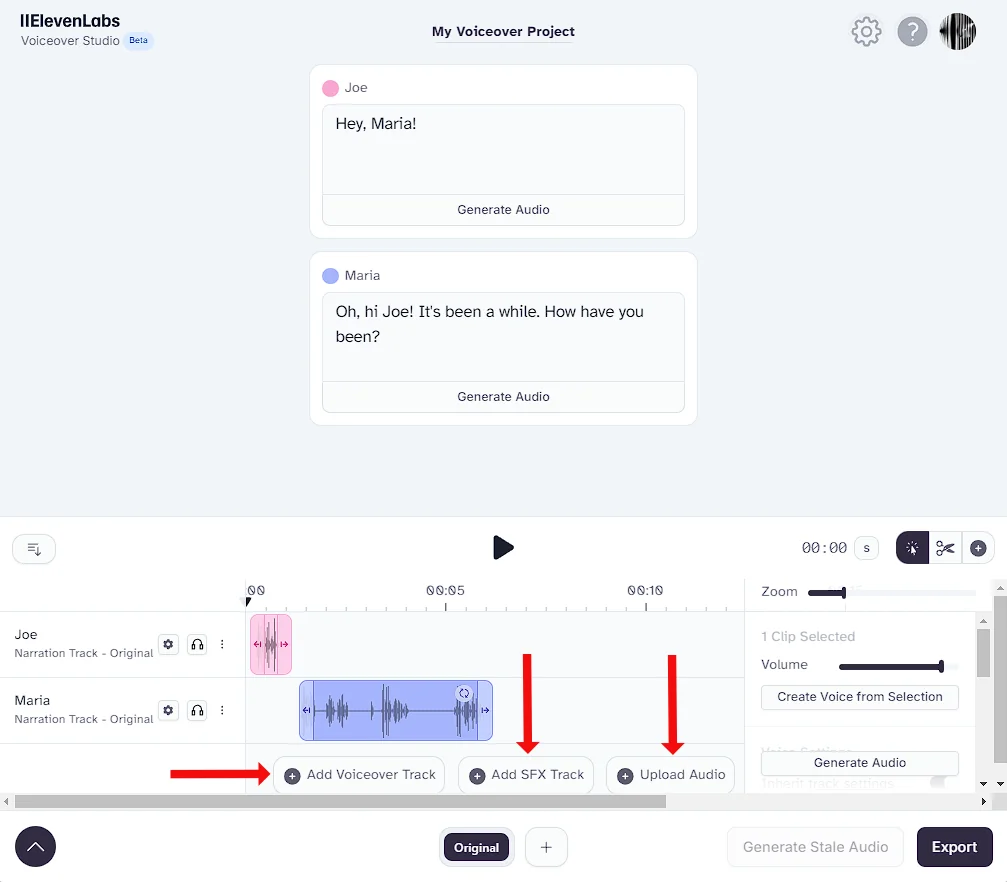 IIElevenLabs
Voiceover Studio Beta
My Voiceover Project
?
Joe
Hey, Maria!
Generate Audio
Maria
Oh, hi Joe! It's been a while. How have you
been?
Generate Audio
00:00 s
00 00:05 00:10
Zoom
Joe
Narration Track - Original
1 Clip Selected
Volume
Maria
Narration Track - Original
Create Voice from Selection
Voice Settings
Generate Audio
Inherit track settings
Add Voiceover Track Add SFX Track Upload Audio
Original +
Generate Stale Audio Export